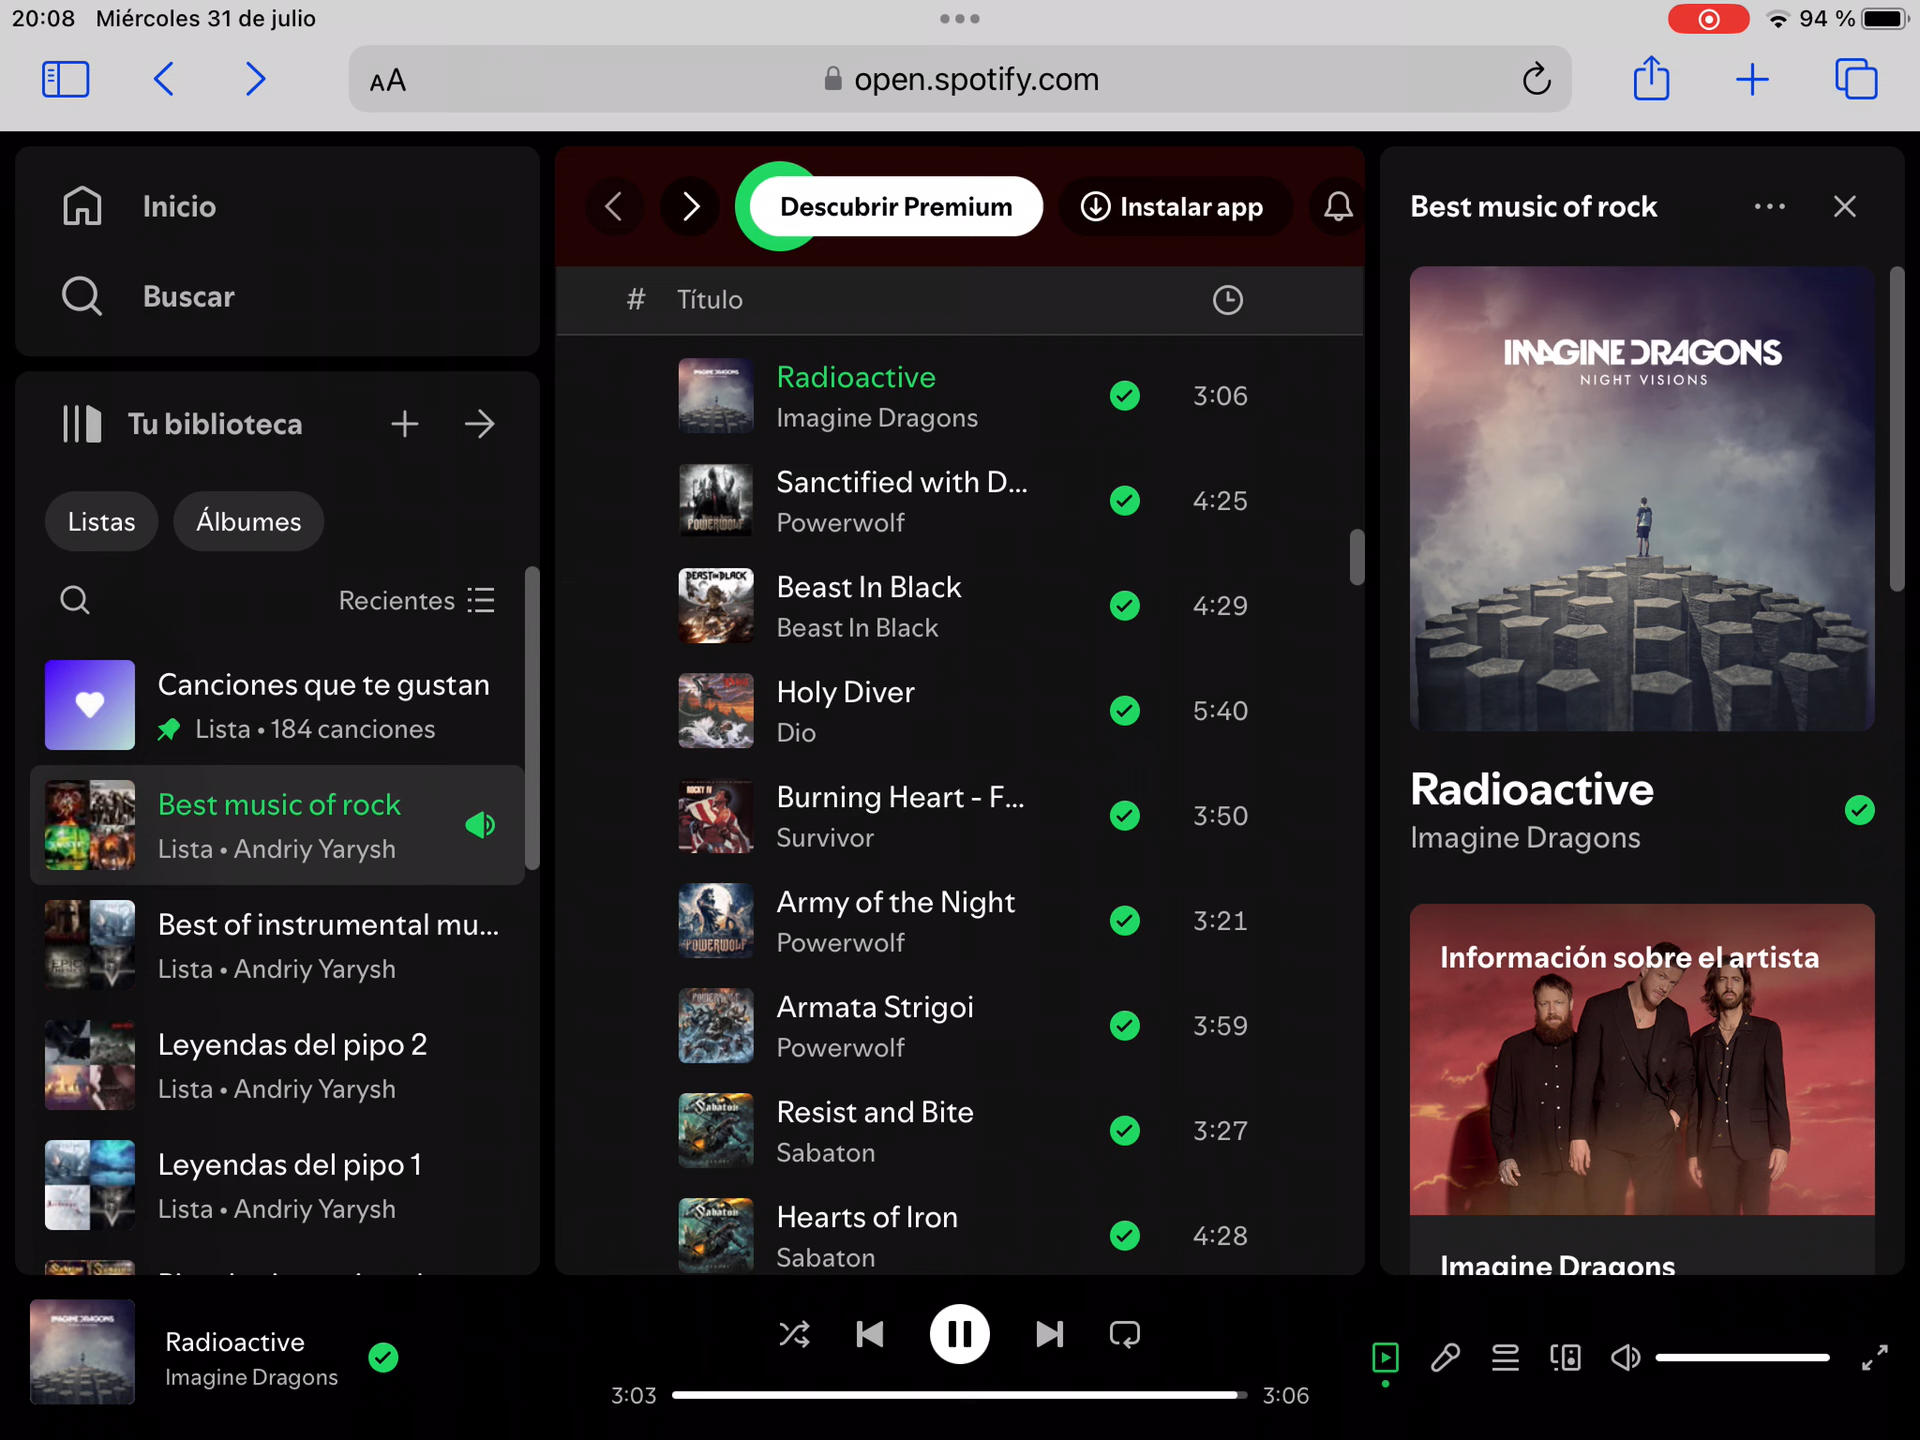 20:08 Miércoles 31 de julio
94 %
AA
open.spotify.com
Inicio
Buscar
Tu biblioteca
Listas
Álbumes
Recientes
Canciones que te gustan
Lista • 184 canciones
Best music of rock
Lista • Andriy Yarysh
Best of instrumental mu...
Lista • Andriy Yarysh
Leyendas del pipo 2
Lista • Andriy Yarysh
Leyendas del pipo 1
Lista • Andriy Yarysh
Descubrir Premium
Instalar app
# Título
Radioactive
Imagine Dragons
3:06
Sanctified with D...
Powerwolf
4:25
Beast In Black
Beast In Black
4:29
Holy Diver
Dio
5:40
Burning Heart - F...
Survivor
3:50
Army of the Night
Powerwolf
3:21
Armata Strigoi
Powerwolf
3:59
Resist and Bite
Sabaton
3:27
Hearts of Iron
Sabaton
4:28
Best music of rock
IMAGINE DRAGONS
NIGHT VISIONS
Radioactive
Imagine Dragons
Información sobre el artista
Imagine Dragons
Radioactive
Imagine Dragons
3:03
3:06